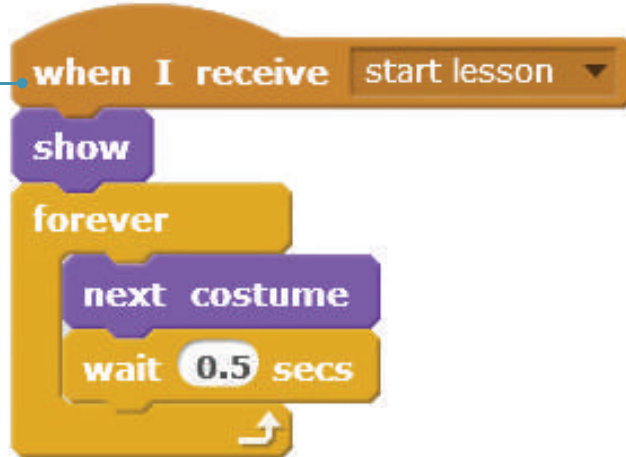 when I receive start lesson
show
forever
next costume
wait 0.5 secs